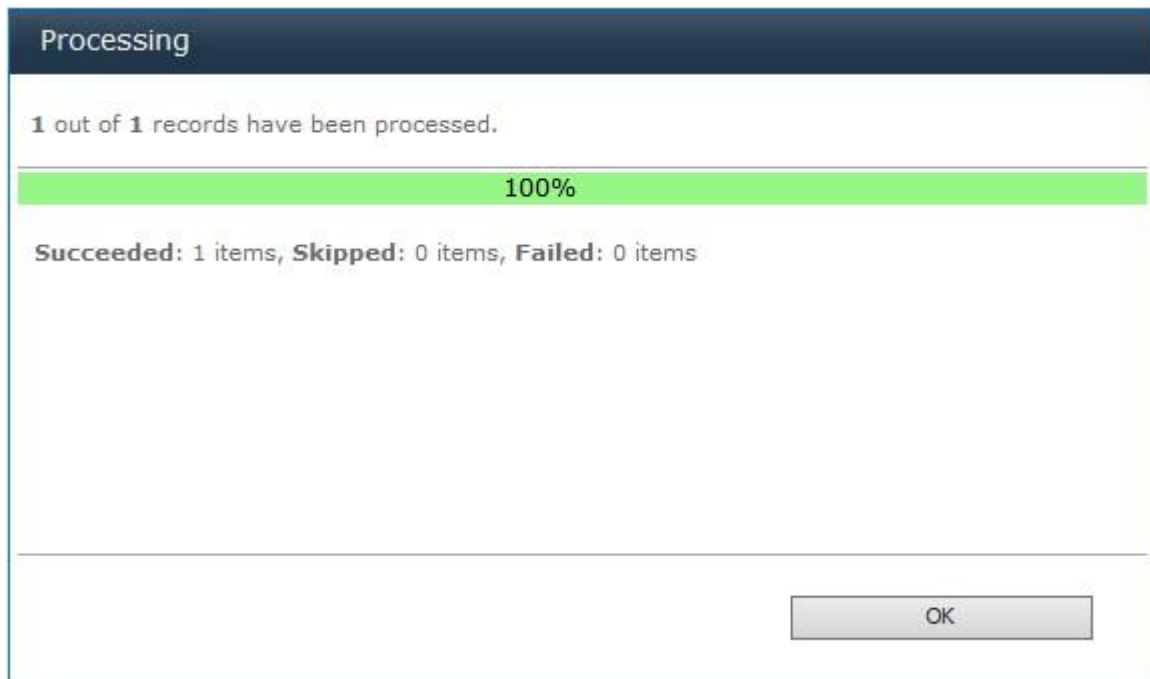 Processing
1 out of 1 records have been processed.
100%
Succeeded: 1 items, Skipped: 0 items, Failed: 0 items
OK